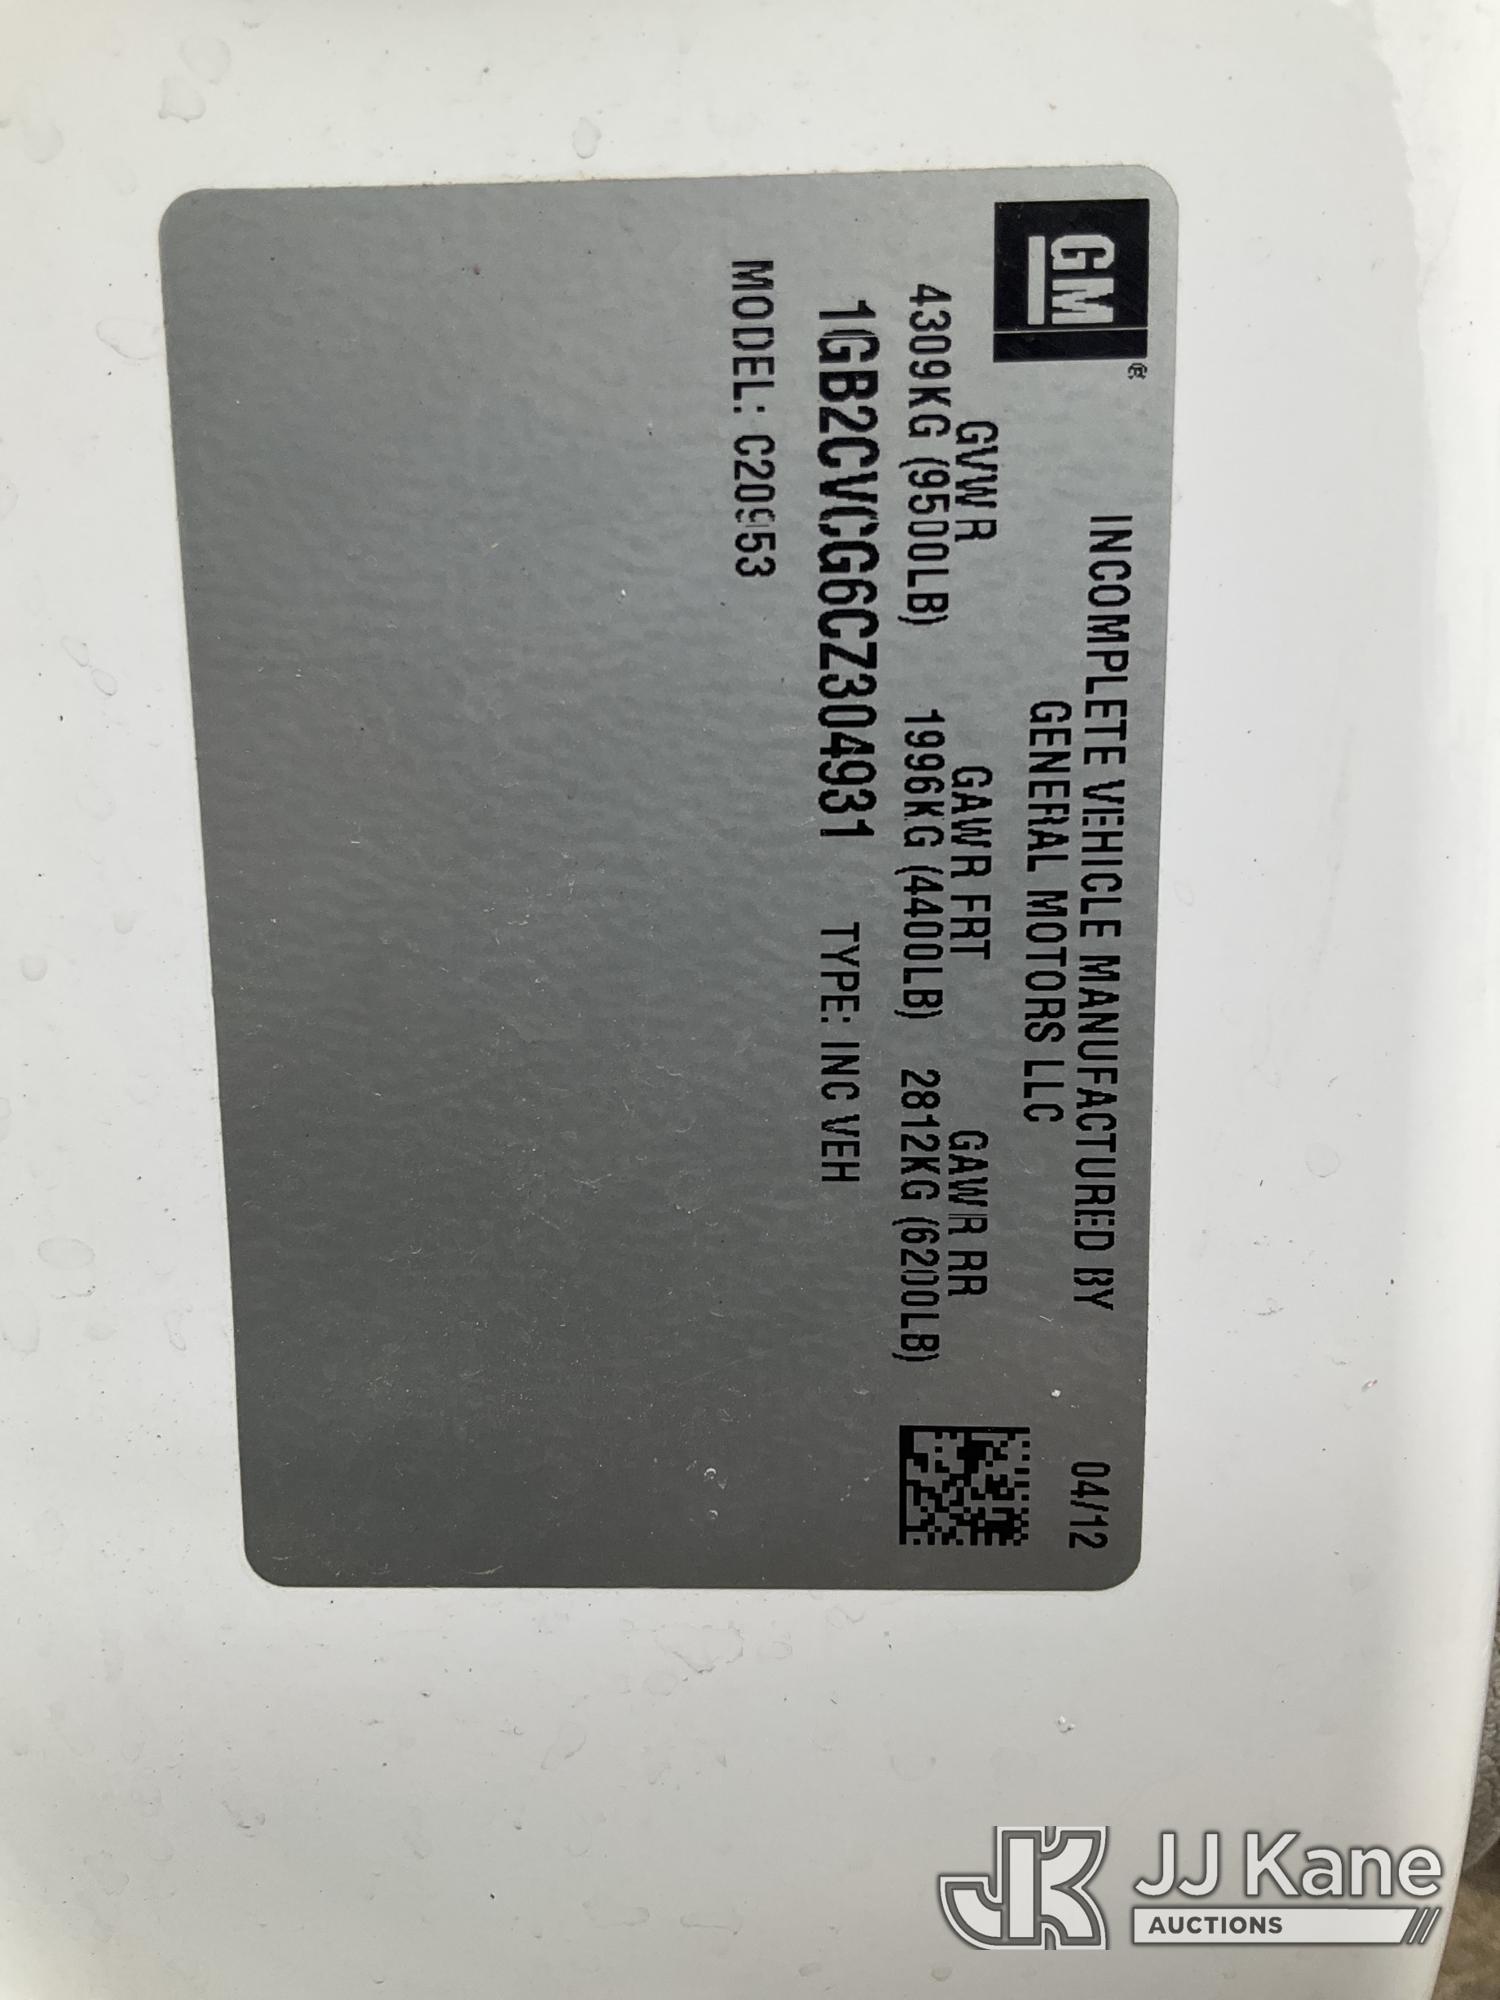 GM®
INCOMPLETE VEHICLE MANUFACTURED BY 04/12
GENERAL MOTORS LLC
GVWR GAWR FRT GAWR RR
4309KG (9500LB) 1996KG (4400LB) 2812KG (6200LB)
1GB2CVCG6CZ304931 TYPE: INC VEH
MODEL: C20953
JK JJ Kane
AUCTIONS